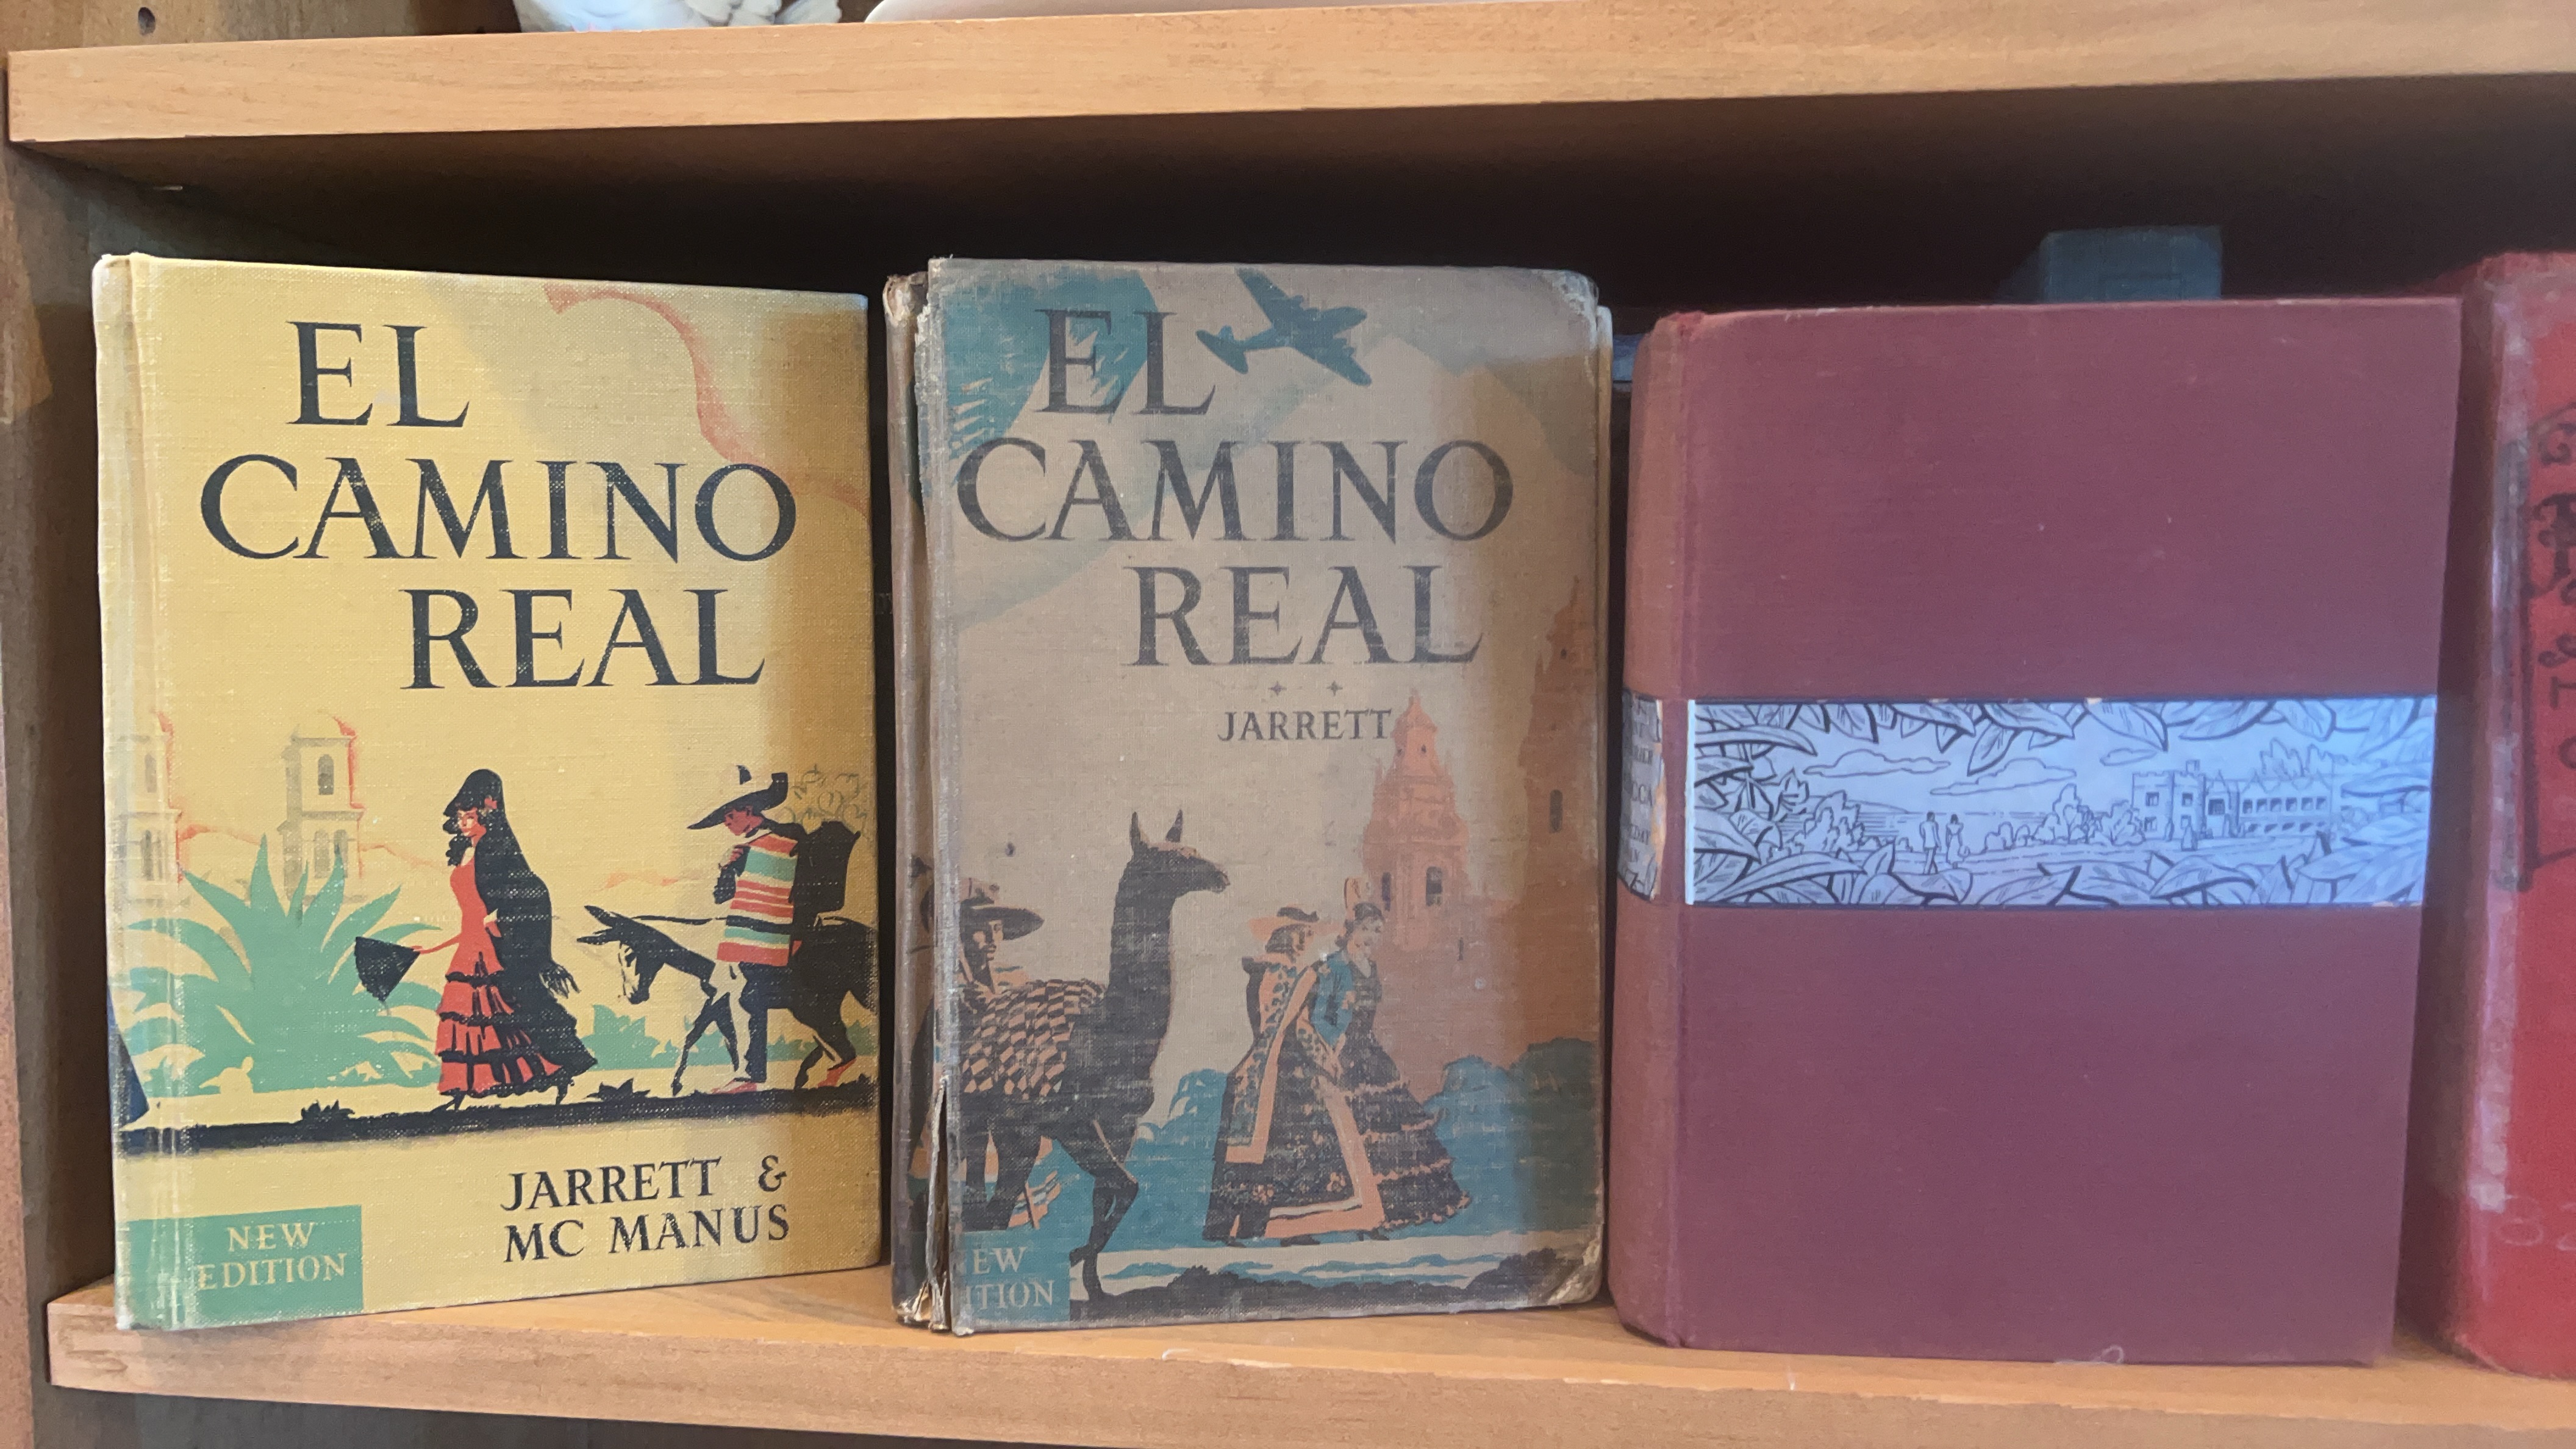 EL
CAMINO
REAL
JARRETT &
MC MANUS
NEW
EDITION
EL
CAMINO
REAL
JARRETT
EW
ITION